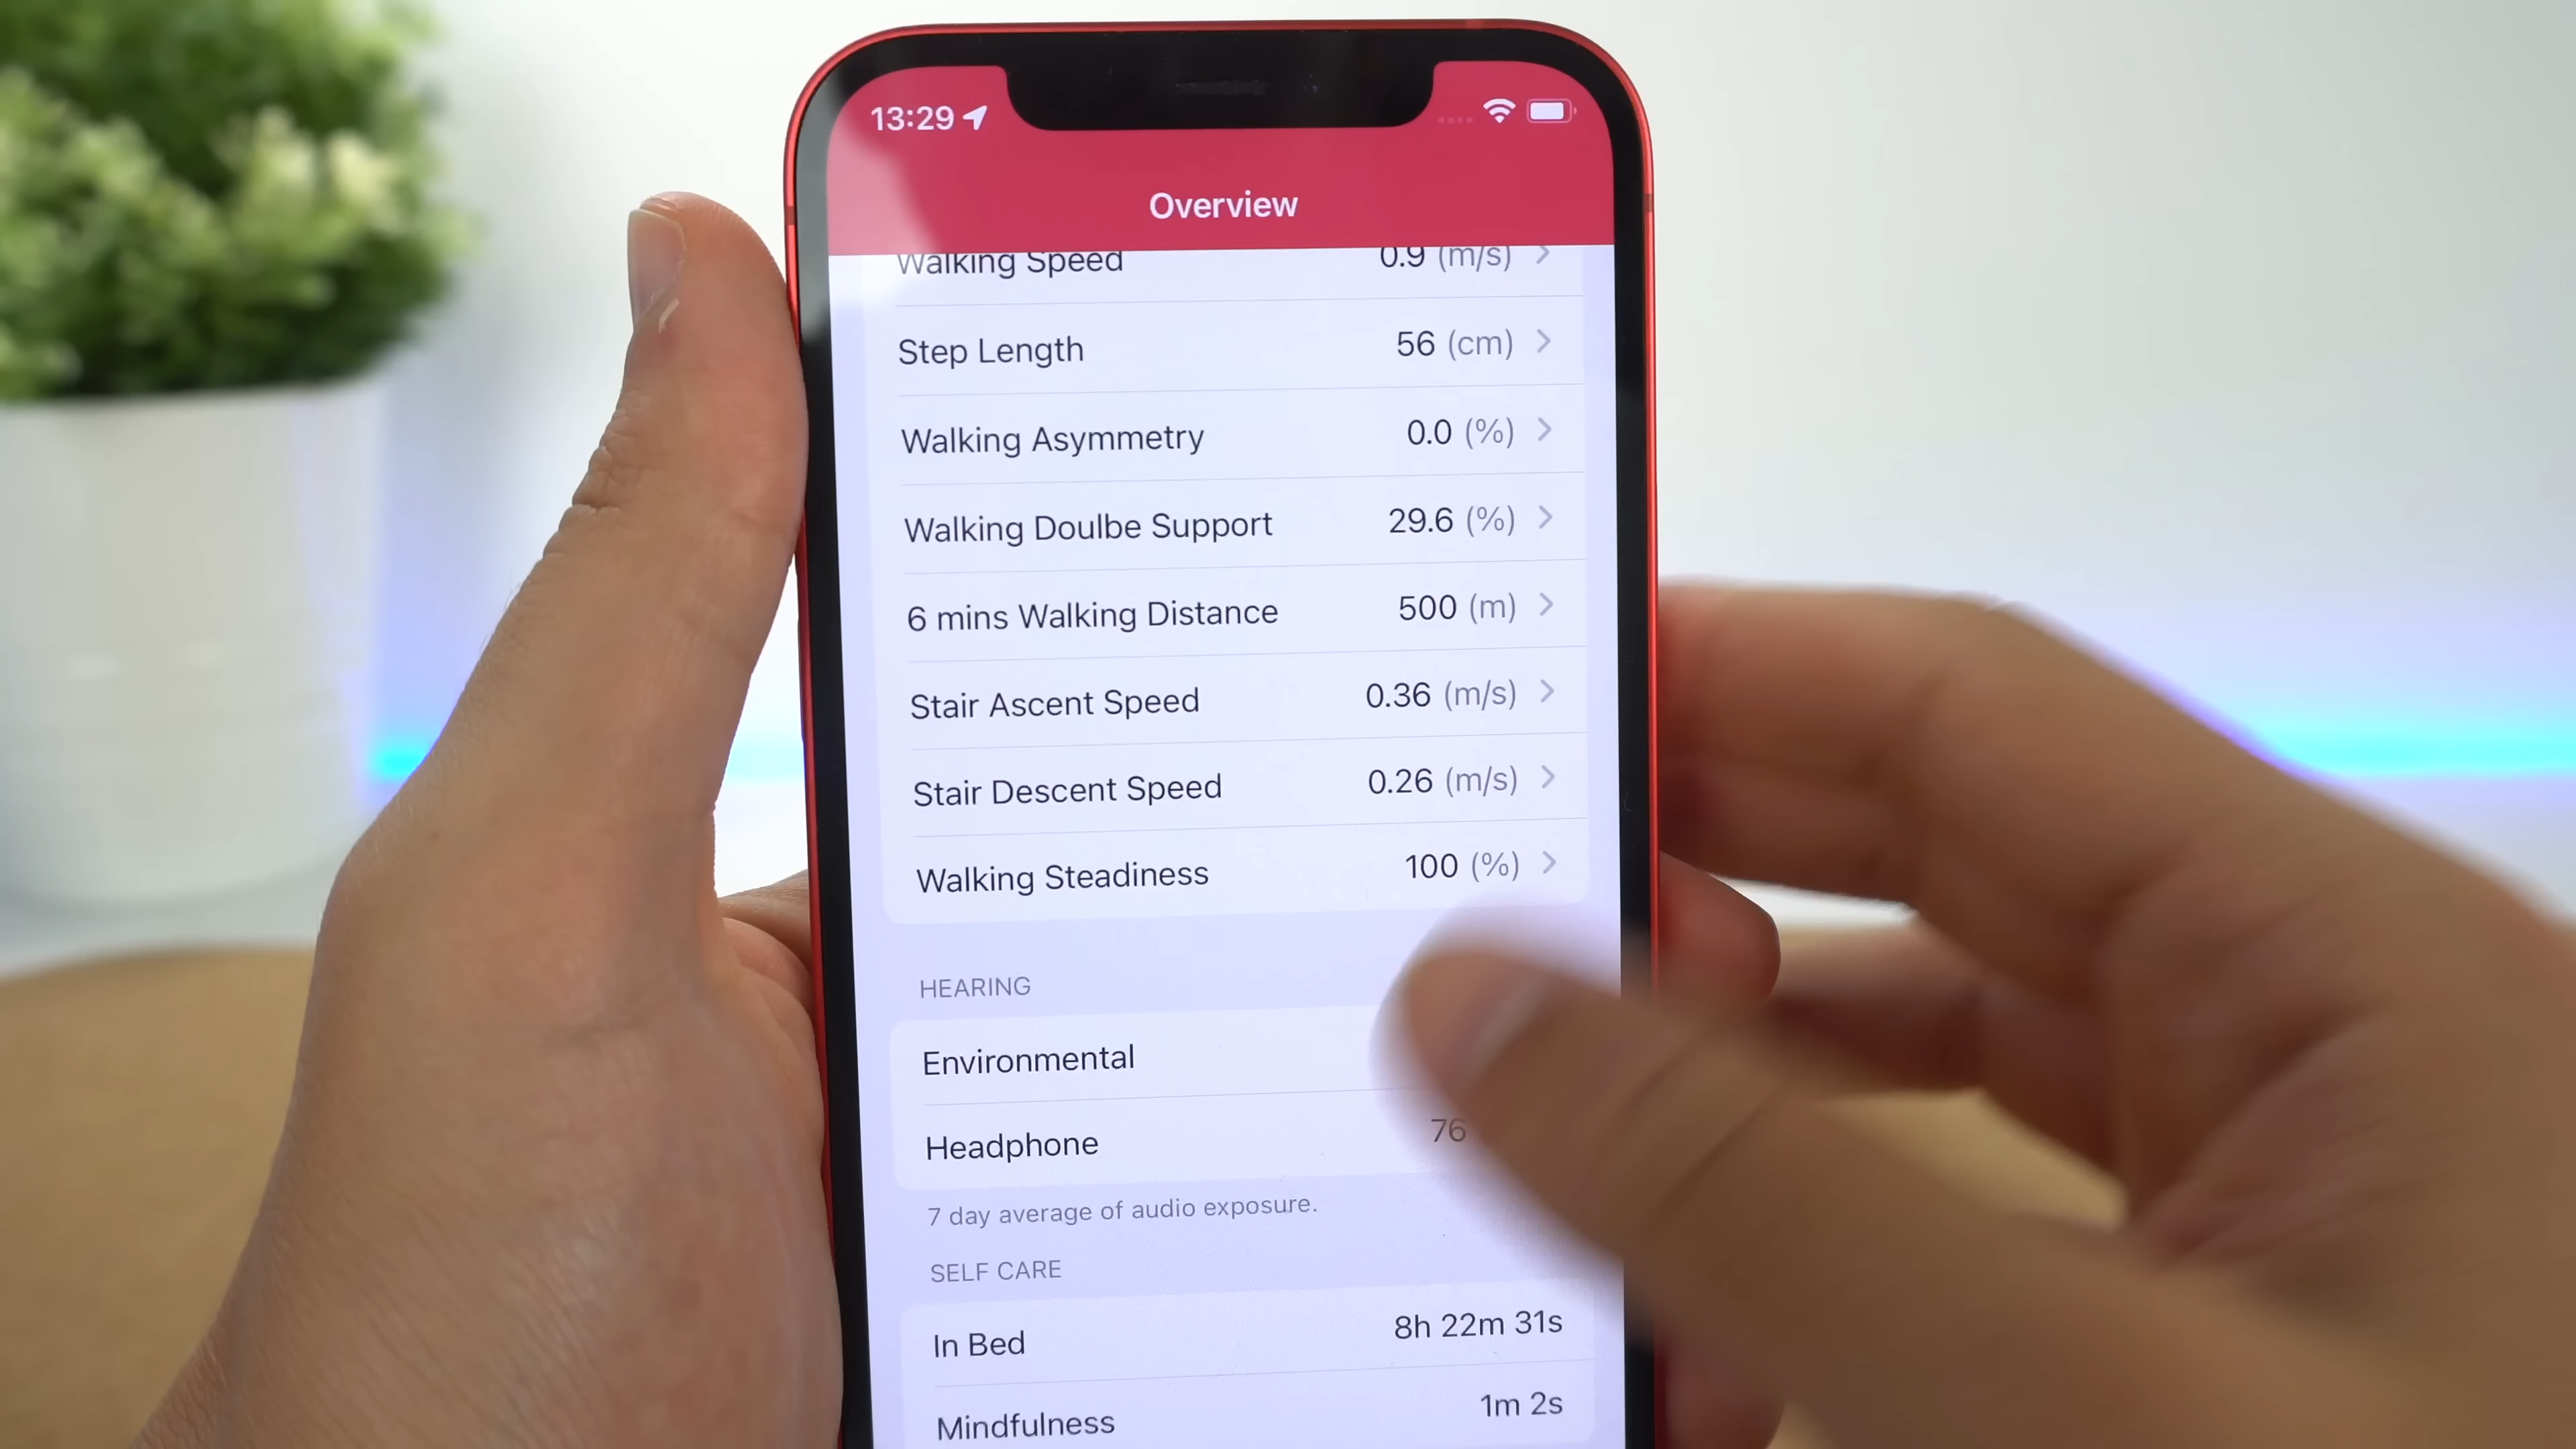 13:29
Overview
Walking Speed 0.9 (m/s)
Step Length 56 (cm)
Walking Asymmetry 0.0 (%)
Walking Doulbe Support 29.6 (%)
6 mins Walking Distance 500 (m)
Stair Ascent Speed 0.36 (m/s)
Stair Descent Speed 0.26 (m/s)
Walking Steadiness 100 (%)
HEARING
Environmental
Headphone 76
7 day average of audio exposure.
SELF CARE
In Bed 8h 22m 31s
Mindfulness 1m 2s